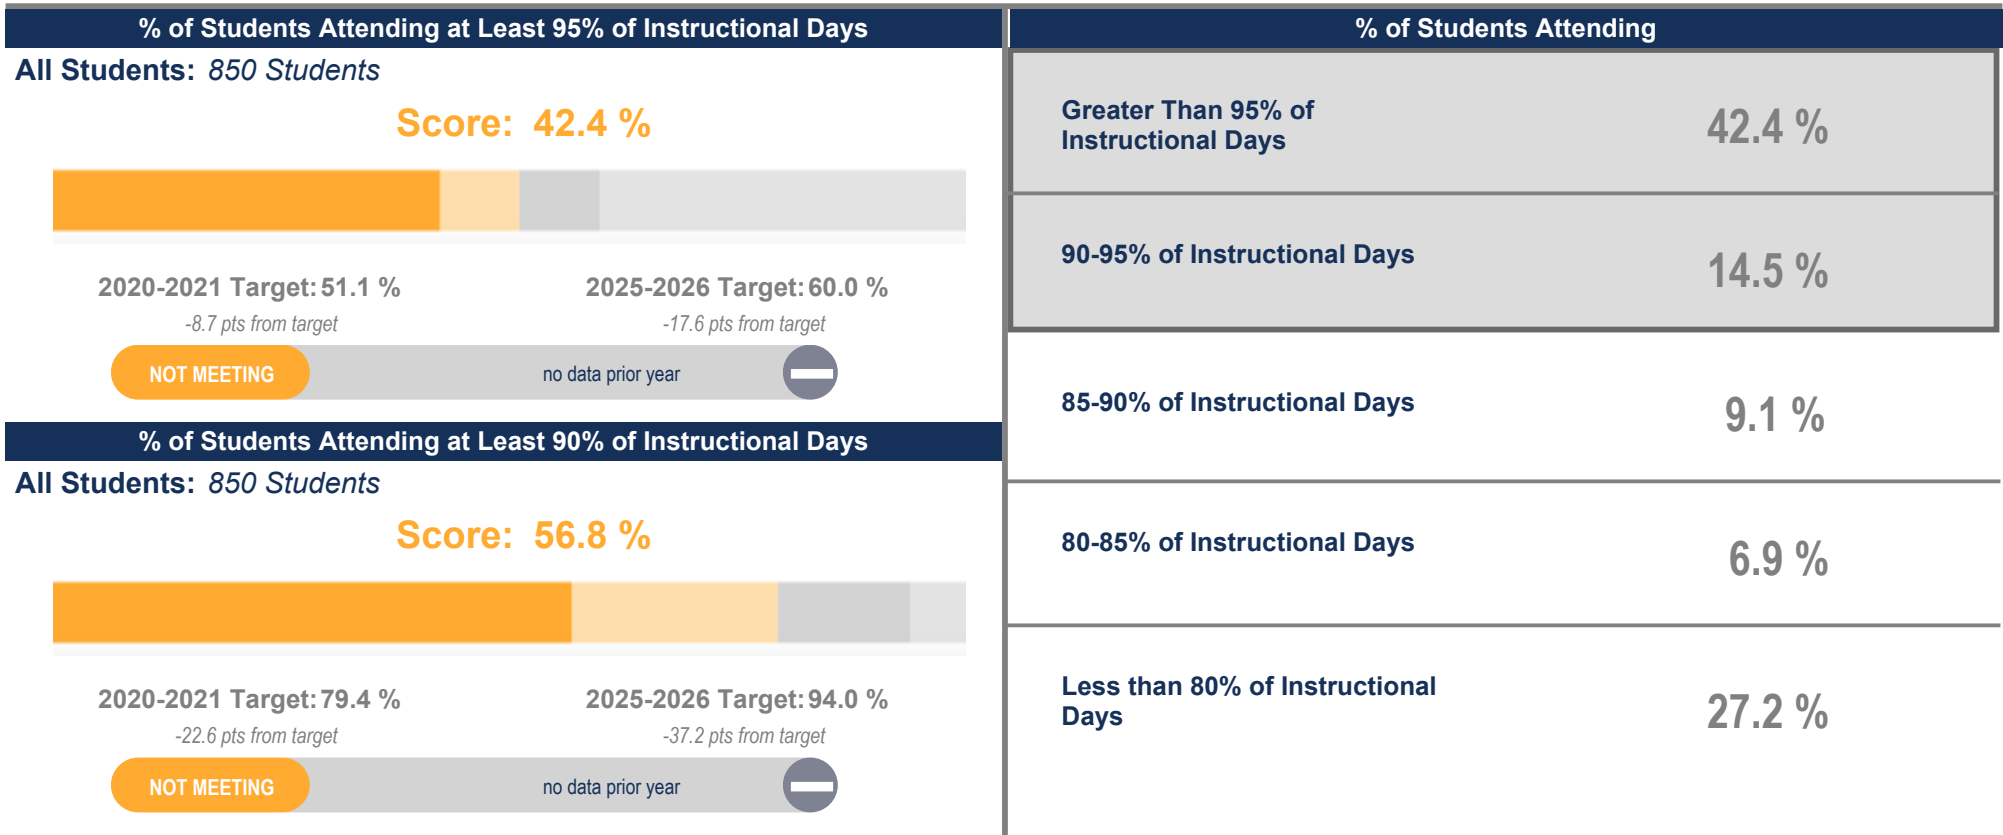 % of Students Attending at Least 95% of Instructional Days
All Students: 850 Students
Score: 42.4 %
2020-2021 Target: 51.1 %
-8.7 pts from target
2025-2026 Target: 60.0 %
-17.6 pts from target
NOT MEETING
no data prior year
% of Students Attending at Least 90% of Instructional Days
All Students: 850 Students
Score: 56.8 %
2020-2021 Target: 79.4 %
-22.6 pts from target
2025-2026 Target: 94.0 %
-37.2 pts from target
NOT MEETING
no data prior year
% of Students Attending
Greater Than 95% of
Instructional Days
42.4 %
90-95% of Instructional Days
14.5 %
85-90% of Instructional Days
9.1 %
80-85% of Instructional Days
6.9 %
Less than 80% of Instructional
Days
27.2 %